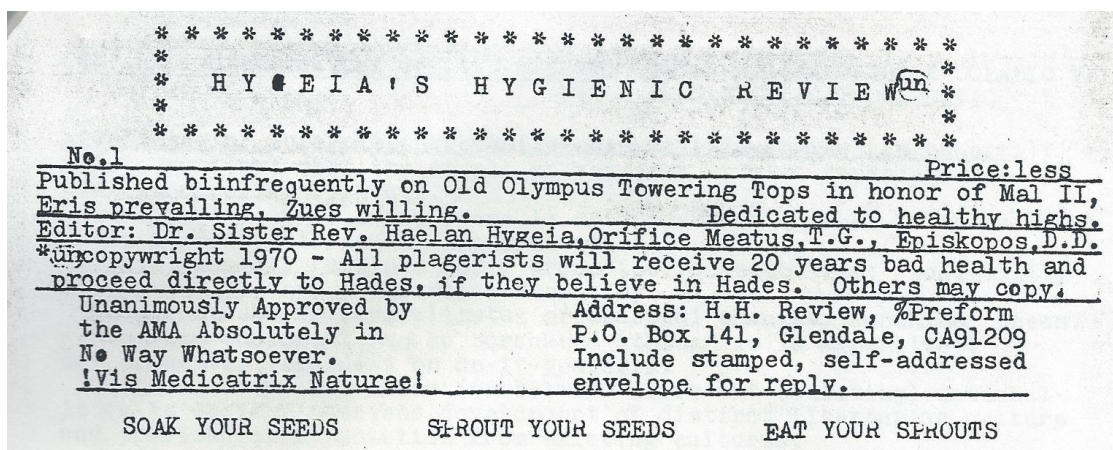 * * * * * * * * * * * * * * * * * * * * * * * * * * * *
* HYGEIA'S HYGIENIC REVIEW un *
* * * * * * * * * * * * * * * * * * * * * * * * * * * *
No.1 Price:less
Published biinfrequently on Old Olympus Towering Tops in honor of Mal II,
Eris prevailing, Zues willing. Dedicated to healthy highs.
Editor: Dr. Sister Rev. Haelan Hygeia,Orifice Meatus,T.G., Episkopos,D.D.
*uncopywright 1970 - All plagerists will receive 20 years bad health and
proceed directly to Hades, if they believe in Hades. Others may copy.
Unanimously Approved by Address: H.H. Review, %Preform
the AMA Absolutely in P.O. Box 141, Glendale, CA91209
No Way Whatsoever. Include stamped, self-addressed
!Vis Medicatrix Naturae! envelope for reply.
SOAK YOUR SEEDS SPROUT YOUR SEEDS EAT YOUR SPROUTS